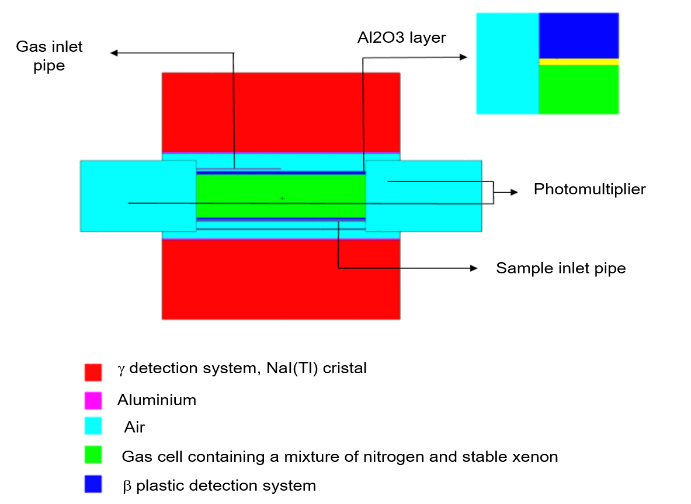 Gas inlet
pipe
Al2O3 layer
Photomultiplier
Sample inlet pipe
γ detection system, NaI(Tl) cristal
Aluminium
Air
Gas cell containing a mixture of nitrogen and stable xenon
β plastic detection system